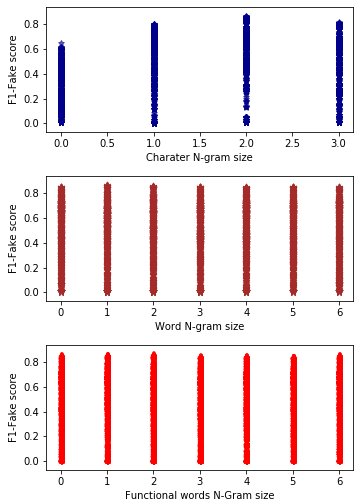 F1-Fake score
0.8
0.6
0.4
0.2
0.0
0.0 0.5 1.0 1.5 2.0 2.5 3.0
Charater N-gram size
F1-Fake score
0.8
0.6
0.4
0.2
0.0
0 1 2 3 4 5 6
Word N-gram size
F1-Fake score
0.8
0.6
0.4
0.2
0.0
0 1 2 3 4 5 6
Functional words N-Gram size